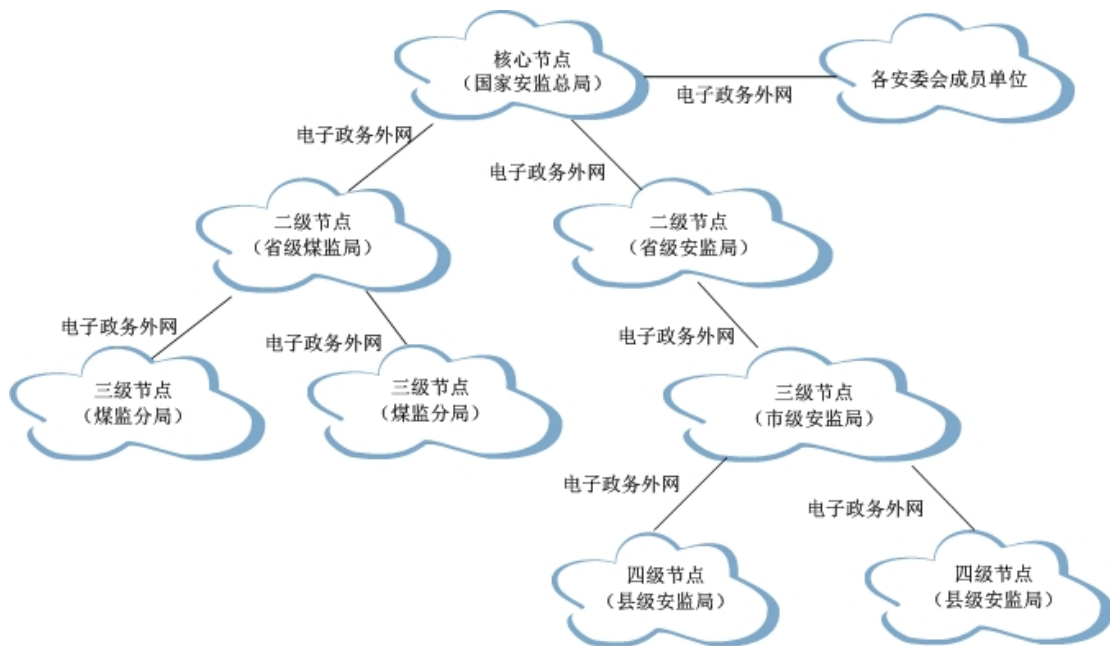 核心节点
（国家安监总局）
各安委会成员单位
电子政务外网
电子政务外网
电子政务外网
二级节点
（省级煤监局）
二级节点
（省级安监局）
电子政务外网
电子政务外网
电子政务外网
三级节点
（煤监分局）
三级节点
（煤监分局）
三级节点
（市级安监局）
电子政务外网
电子政务外网
四级节点
（县级安监局）
四级节点
（县级安监局）